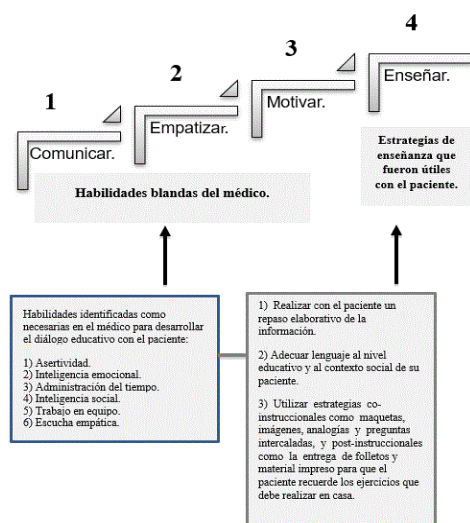 1
Comunicar.
2
Empatizar.
3
Motivar.
4
Enseñar.
Habilidades blandas del médico.
Estrategias de
enseñanza que
fueron útiles
con el paciente.
Habilidades identificadas como
necesarias en el médico para desarrollar
el diálogo educativo con el paciente:
1) Asertividad.
2) Inteligencia emocional.
3) Administración del tiempo.
4) Inteligencia social.
5) Trabajo en equipo.
6) Escucha empática.
1) Realizar con el paciente un
repaso elaborativo de la
información.
2) Adecuar lenguaje al nivel
educativo y al contexto social de su
paciente.
3) Utilizar estrategias co-
instruccionales como maquetas,
imágenes, analogías y preguntas
intercaladas, y post-instruccionales
como la entrega de folletos y
material impreso para que el
paciente recuerde los ejercicios que
debe realizar en casa.